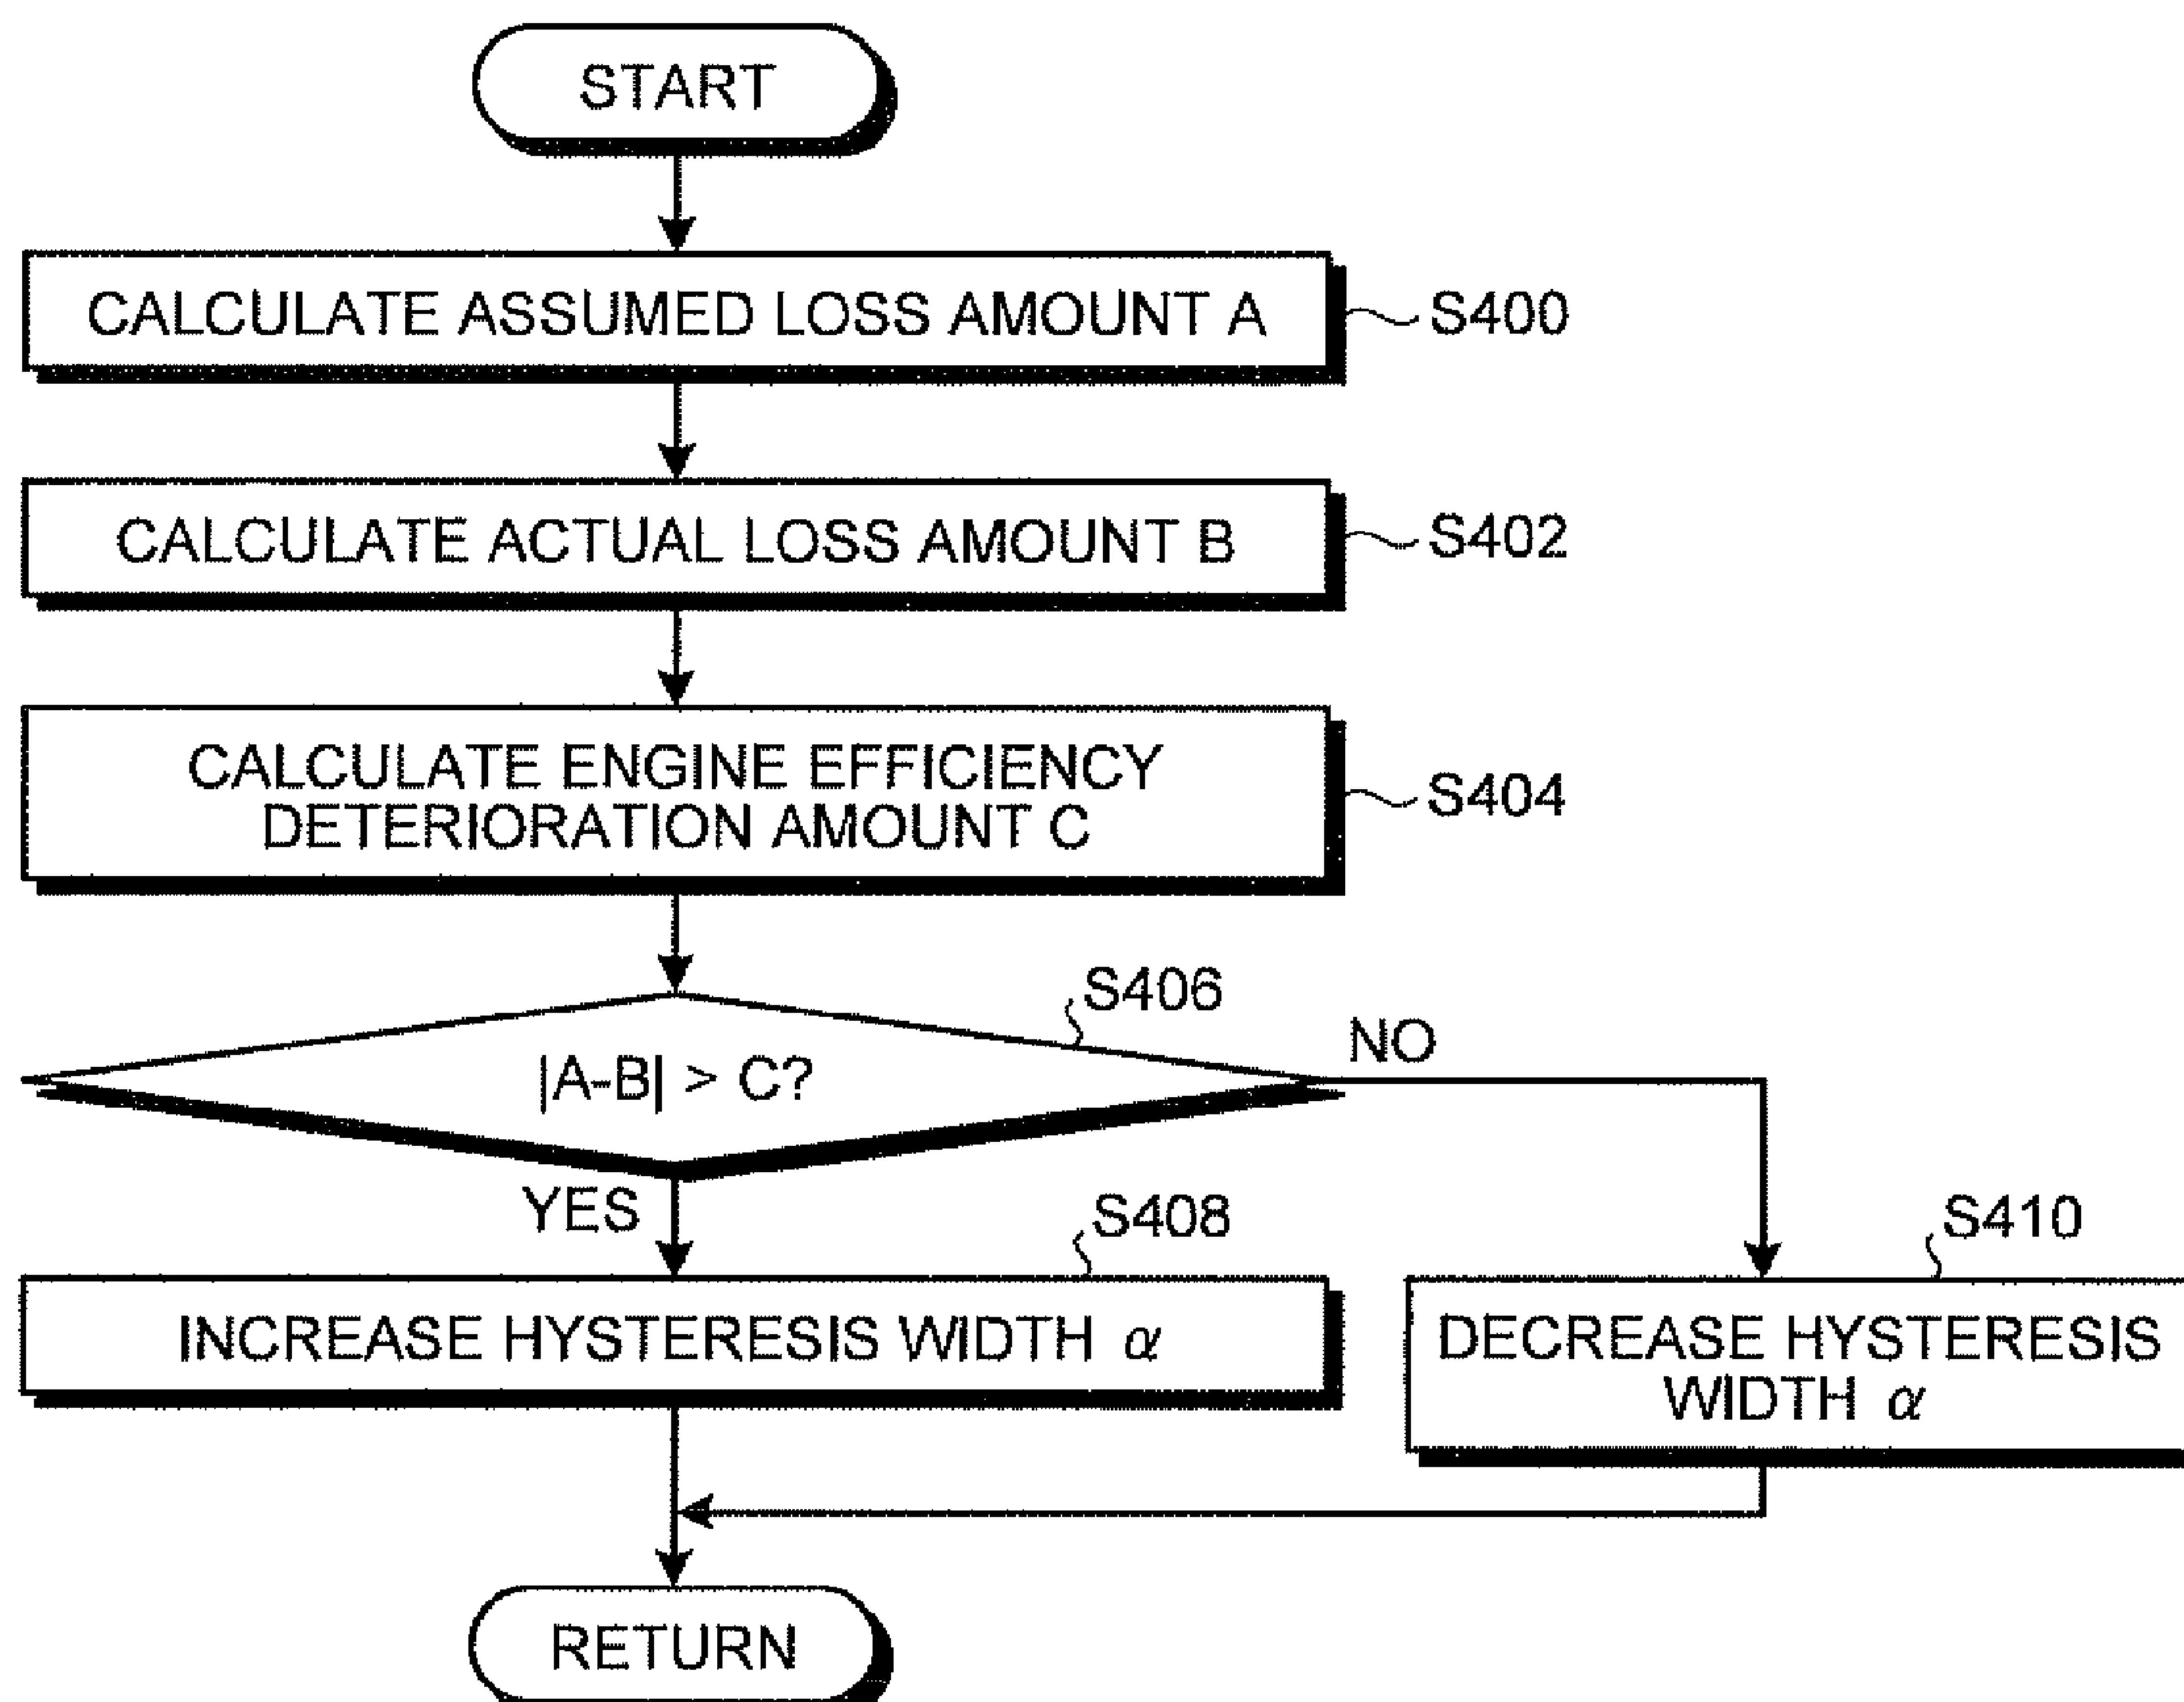 START
CALCULATE ASSUMED LOSS AMOUNT A
S400
CALCULATE ACTUAL LOSS AMOUNT B
S402
CALCULATE ENGINE EFFICIENCY
DETERIORATION AMOUNT C
S404
S406
|A-B| > C?
NO
YES
S408
S410
INCREASE HYSTERESIS WIDTH α
DECREASE HYSTERESIS
WIDTH α
RETURN